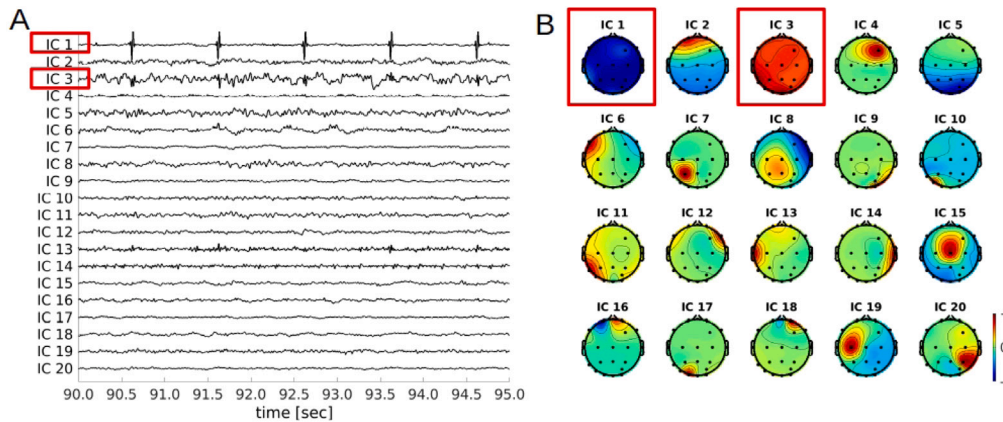 A
IC 1
IC 2
IC 3
IC 4
IC 5
IC 6
IC 7
IC 8
IC 9
IC 10
IC 11
IC 12
IC 13
IC 14
IC 15
IC 16
IC 17
IC 18
IC 19
IC 20
90.0 90.5 91.0 91.5 92.0 92.5 93.0 93.5 94.0 94.5 95.0
time [sec]
B
IC 1 IC 2 IC 3 IC 4 IC 5
IC 6 IC 7 IC 8 IC 9 IC 10
IC 11 IC 12 IC 13 IC 14 IC 15
IC 16 IC 17 IC 18 IC 19 IC 20